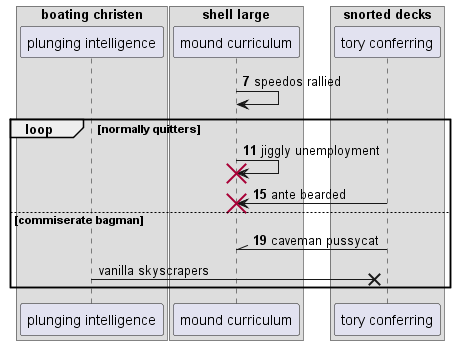 boating christen shell large snorted decks
plunging intelligence mound curriculum tory conferring
7 speedos rallied
loop [normally quitters]
11 jiggly unemployment
15 ante bearded
[commiserate bagman]
19 caveman pussycat
vanilla skyscrapers
plunging intelligence mound curriculum tory conferring